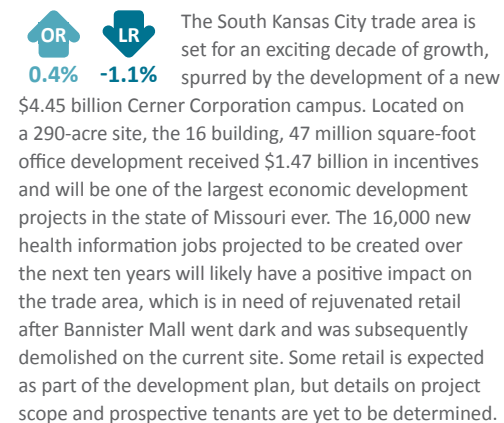 OR LR
0.4% -1.1%
The South Kansas City trade area is
set for an exciting decade of growth,
spurred by the development of a new
$4.45 billion Cerner Corporation campus. Located on
a 290-acre site, the 16 building, 47 million square-foot
office development received $1.47 billion in incentives
and will be one of the largest economic development
projects in the state of Missouri ever. The 16,000 new
health information jobs projected to be created over
the next ten years will likely have a positive impact on
the trade area, which is in need of rejuvenated retail
after Bannister Mall went dark and was subsequently
demolished on the current site. Some retail is expected
as part of the development plan, but details on project
scope and prospective tenants are yet to be determined.